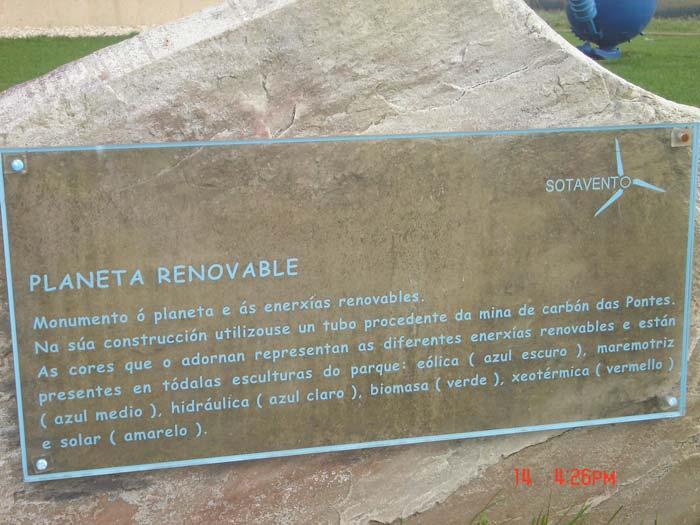 SOTAVENTO
PLANETA RENOVABLE
Monumento ó planeta e ás enerxías renovables.
Na súa construcción utilizouse un tubo procedente da mina de carbón das Pontes.
As cores que o adornan representan as diferentes enerxías renovables e están
presentes en tódalas esculturas do parque: eólica ( azul escuro ), maremotriz
( azul medio ), hidráulica ( azul claro ), biomasa ( verde ), xeotérmica ( vermello )
e solar ( amarelo ).
14 4:26PM